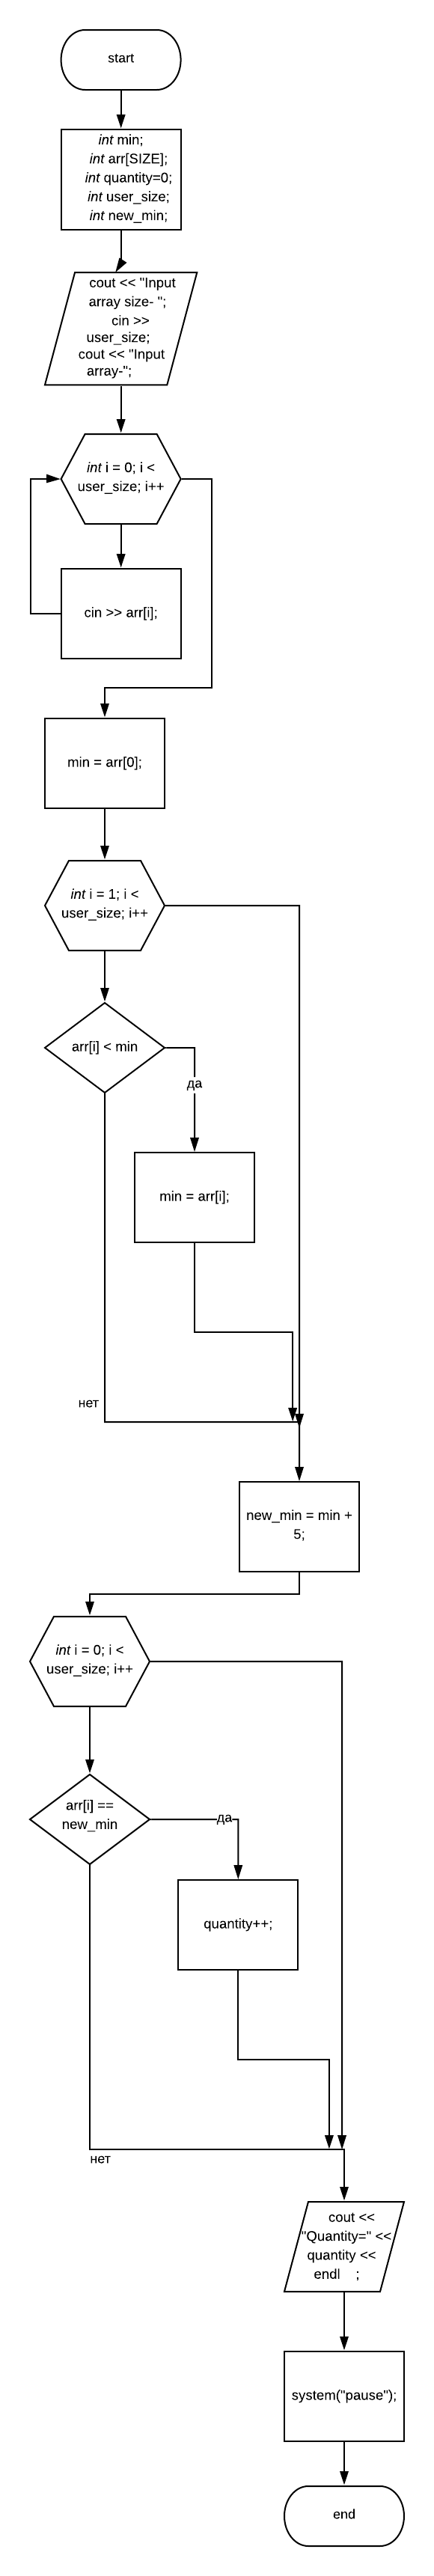 start
int min;
int arr[SIZE];
int quantity=0;
int user_size;
int new_min;
cout << "Input
array size- ";
cin >>
user_size;
cout << "Input
array-";
int i = 0; i <
user_size; i++
cin >> arr[i];
min = arr[0];
int i = 1; i <
user_size; i++
arr[i] < min
да
min = arr[i];
нет
new_min = min +
5;
int i = 0; i <
user_size; i++
arr[i] ==
new_min
да
quantity++;
нет
cout <<
"Quantity=" <<
quantity <<
endl ;
system("pause");
end